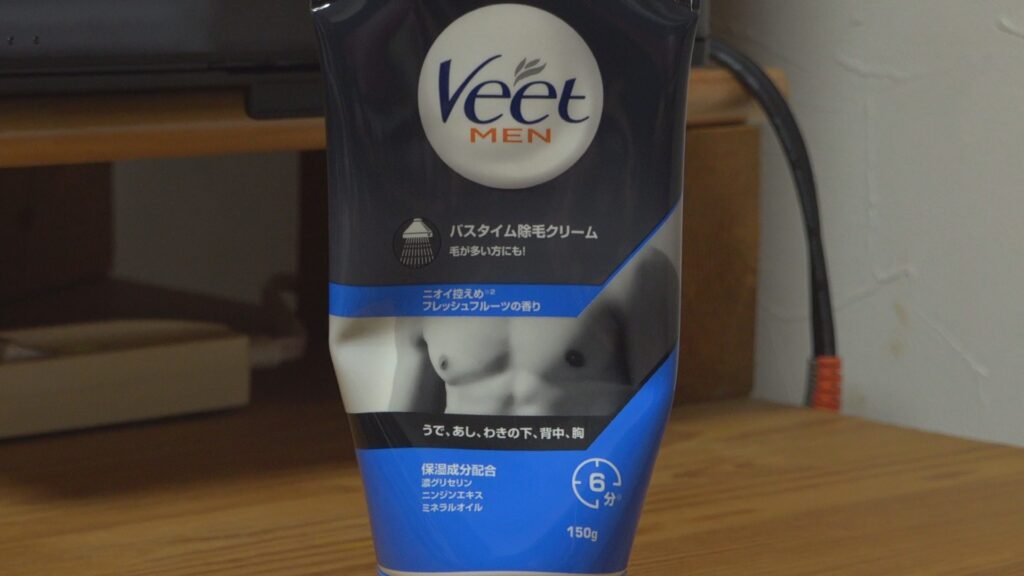 Veet
MEN
バスタイム除毛クリーム
毛が多い方にも!
ニオイ控えめ※2
フレッシュフルーツの香り
うで、あし、わきの下、背中、胸
保湿成分配合
濃グリセリン
ニンジンエキス
ミネラルオイル
6分
150g